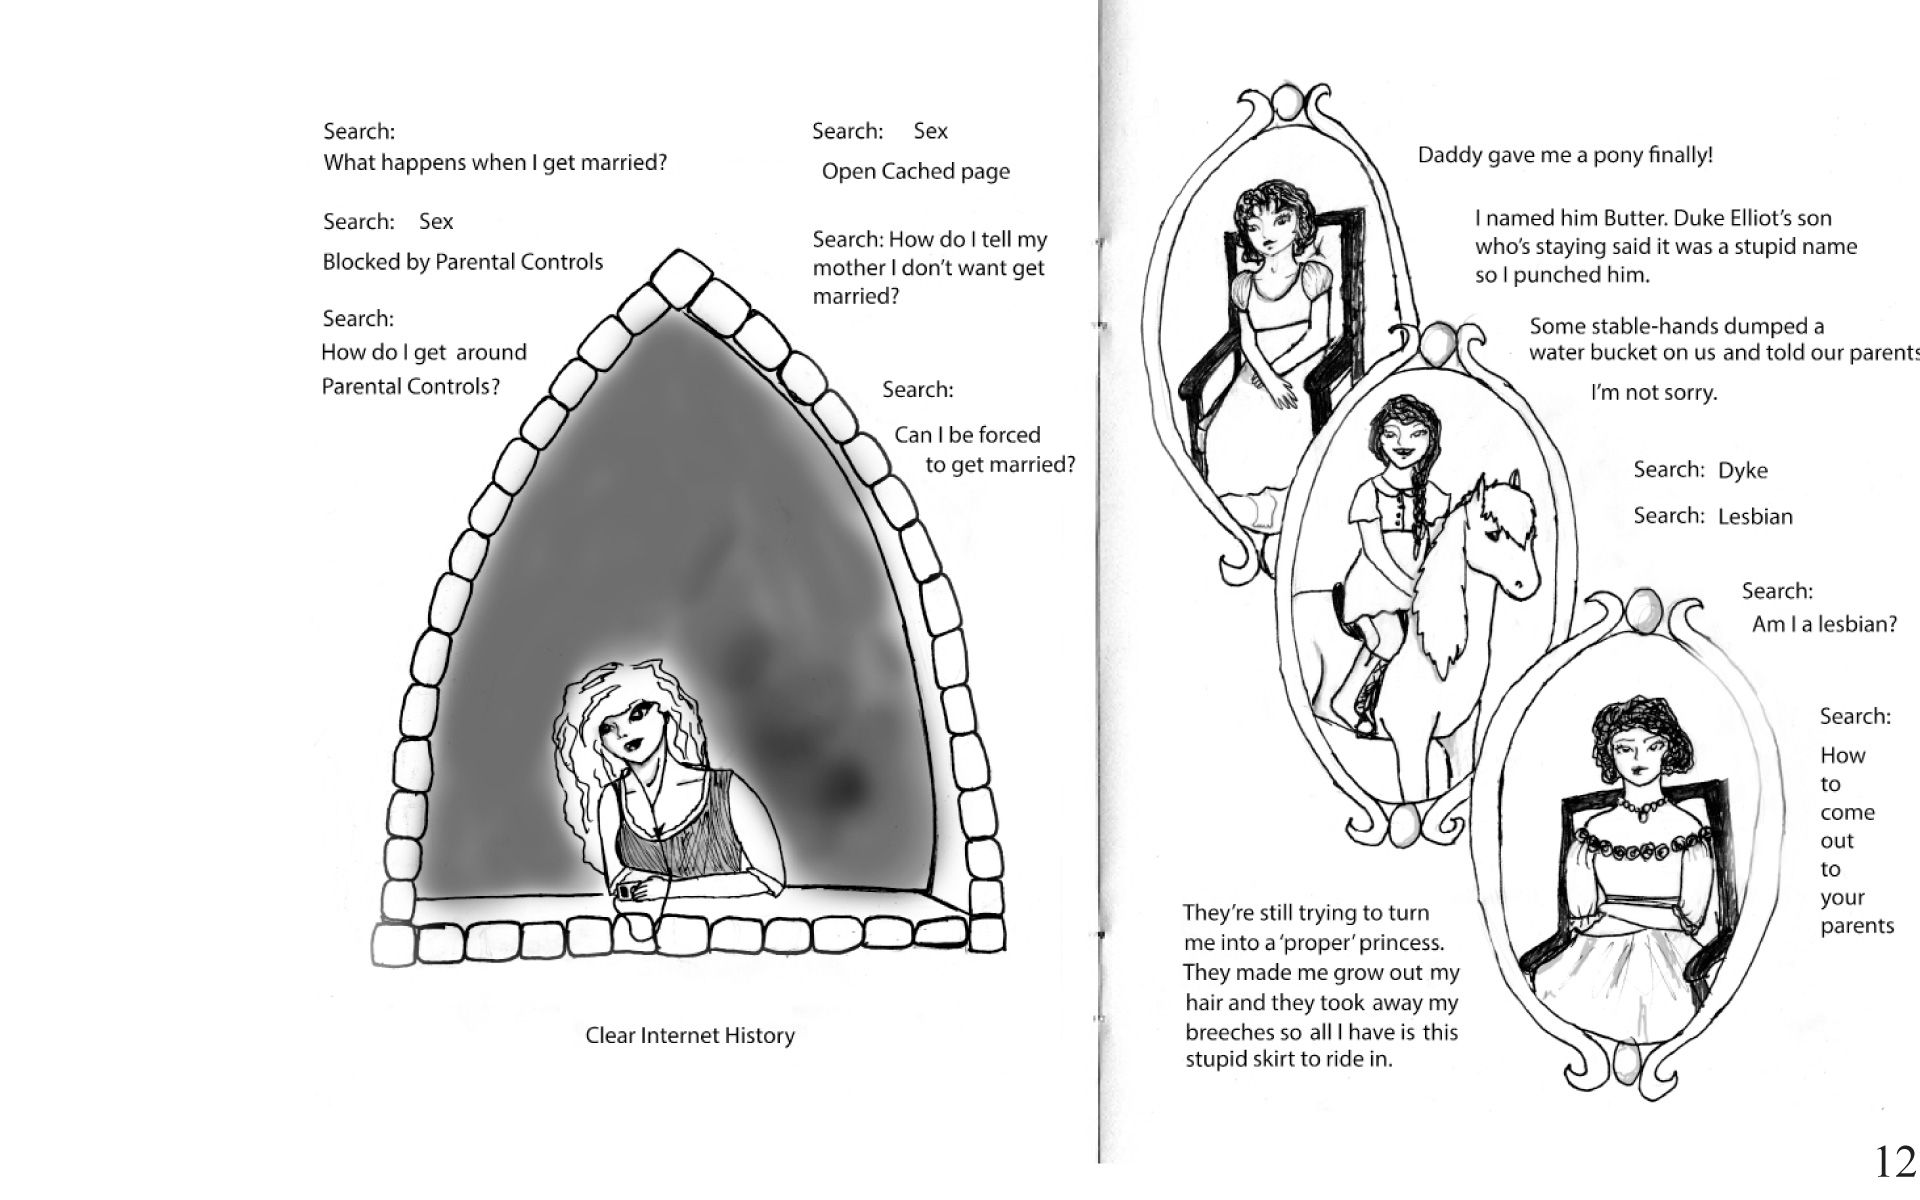 Search:
What happens when I get married?
Search: Sex
Blocked by Parental Controls
Search:
How do I get around
Parental Controls?
Search: Sex
Open Cached page
Search: How do I tell my
mother I don't want get
married?
Search:
Can I be forced
to get married?
Clear Internet History
Daddy gave me a pony finally!
I named him Butter. Duke Elliot's son
who's staying said it was a stupid name
so I punched him.
Some stable-hands dumped a
water bucket on us and told our parents
I'm not sorry.
Search: Dyke
Search: Lesbian
Search:
Am I a lesbian?
Search:
How
to
come
out
to
your
parents
They're still trying to turn
me into a 'proper' princess.
They made me grow out my
hair and they took away my
breeches so all I have is this
stupid skirt to ride in.
12